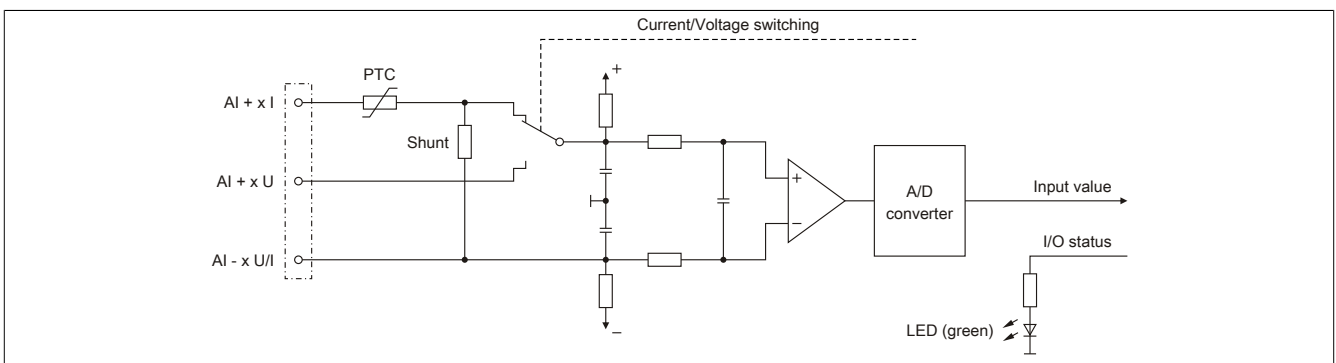 Current/Voltage switching
PTC
+
AI + x I
Shunt
AI + x U
+
A/D
converter
Input value
−
I/O status
AI - x U/I
LED (green)
−